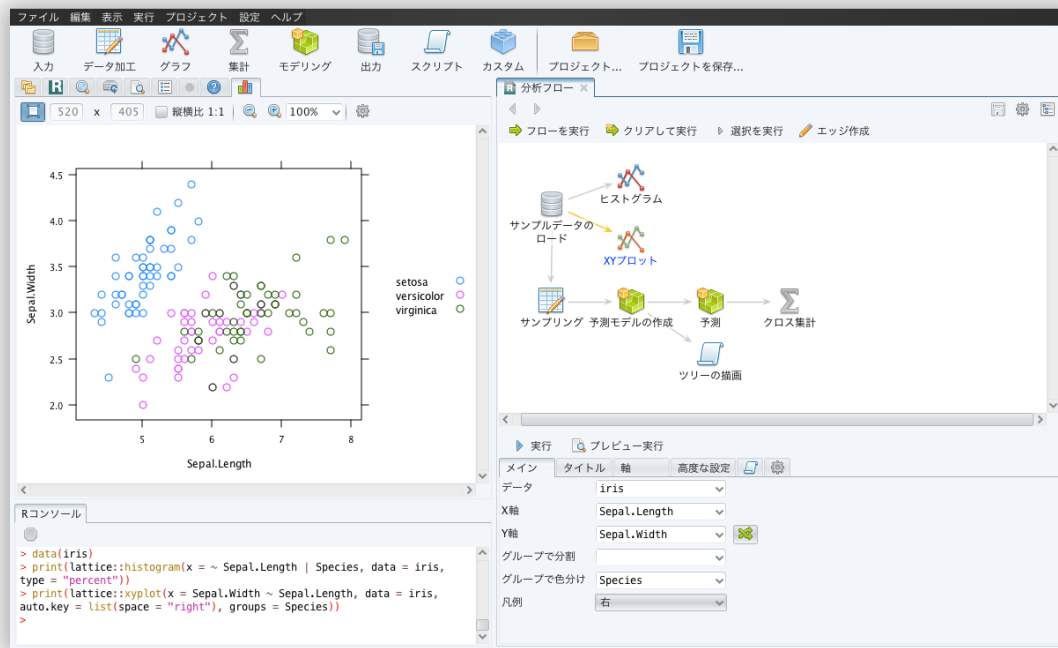 ファイル 編集 表示 実行 プロジェクト 設定 ヘルプ
入力 データ加工 グラフ 集計 モデリング 出力 スクリプト カスタム プロジェクト... プロジェクトを保存...
520 x 405 縦横比 1:1 100%
4.5
4.0
3.5
3.0
2.5
2.0
Sepal.Width
5 6 7 8
Sepal.Length
setosa
versicolor
virginica
Rコンソール
> data(iris)
> print(lattice::histogram(x = ~ Sepal.Length | Species, data = iris,
type = "percent"))
> print(lattice::xyplot(x = Sepal.Width ~ Sepal.Length, data = iris,
auto.key = list(space = "right"), groups = Species))
>
R 分析フロー
フローを実行 クリアして実行 選択を実行 エッジ作成
ヒストグラム
サンプルデータの
ロード
XYプロット
サンプリング 予測モデルの作成 予測 クロス集計
ツリーの描画
実行 プレビュー実行
メイン タイトル 軸 高度な設定
データ iris
X軸 Sepal.Length
Y軸 Sepal.Width
グループで分割
グループで色分け Species
凡例 右